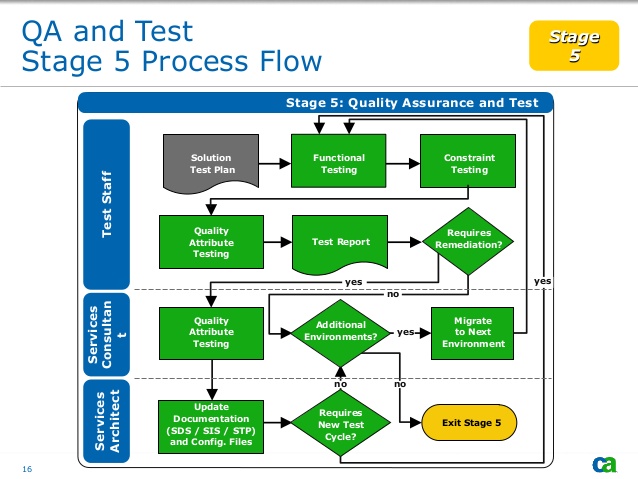 QA and Test
Stage 5 Process Flow
Stage
5
Stage 5: Quality Assurance and Test
Test Staff
Solution
Test Plan
Functional
Testing
Constraint
Testing
Quality
Attribute
Testing
Test Report
Requires
Remediation?
yes
no
yes
Services
Consultan
t
Quality
Attribute
Testing
Additional
Environments?
yes
Migrate
to Next
Environment
no
no
Services
Architect
Update
Documentation
(SDS / SIS / STP)
and Config. Files
Requires
New Test
Cycle?
Exit Stage 5
16
ca